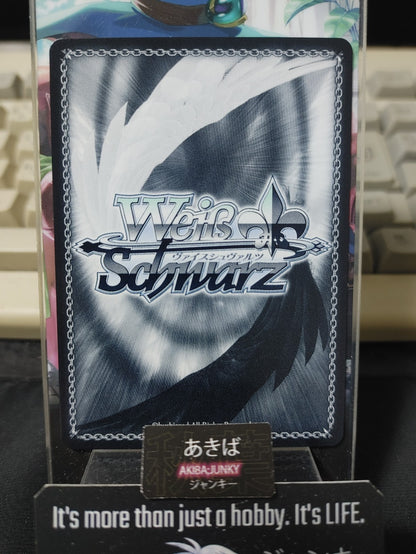 Weiß
ヴァイスシュヴァルツ
Schwarz
あきば
AKIBA-JUNKY
ジャンキー
It's more than just a hobby. It's LIFE.